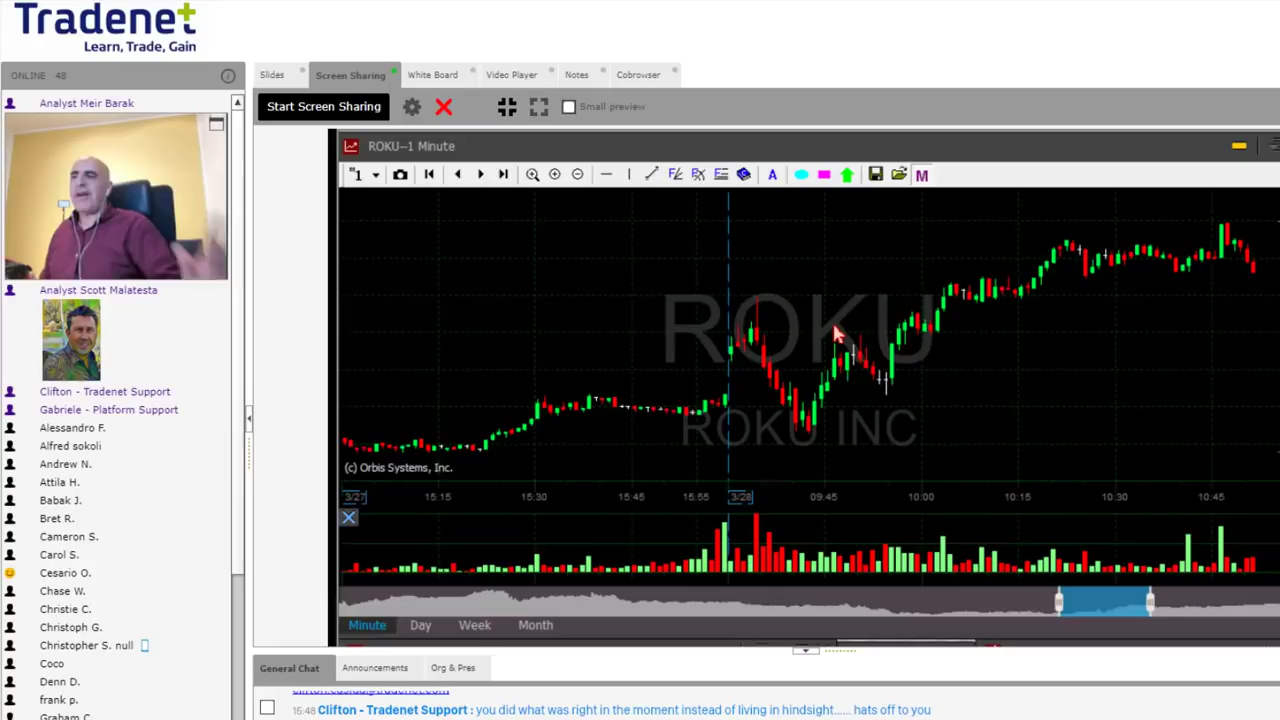 Tradenet
Learn, Trade, Gain
ONLINE 48
Slides
Screen Sharing
White Board
Video Player
Notes
Cobrowser
Start Screen Sharing
Small preview
Analyst Meir Barak
Analyst Scott Malatesta
Clifton - Tradenet Support
Gabriele - Platform Support
Alessandro F.
Alfred sokoli
Andrew N.
Attila H.
Babak J.
Bret R.
Cameron S.
Carol S.
Cesario O.
Chase W.
Christie C.
Christoph G.
Christopher S. null
Coco
Denn D.
frank p.
Graham C.
ROKU--1 Minute
"1
A
M
ROKU
ROKU INC
(c) Orbis Systems, Inc.
3/27 15:15 15:30 15:45 15:55 3/28 09:45 10:00 10:15 10:30 10:45
Minute Day Week Month
General Chat
Announcements
Org & Pres
15:48 Clifton - Tradenet Support : you did what was right in the moment instead of living in hindsight...... hats off to you